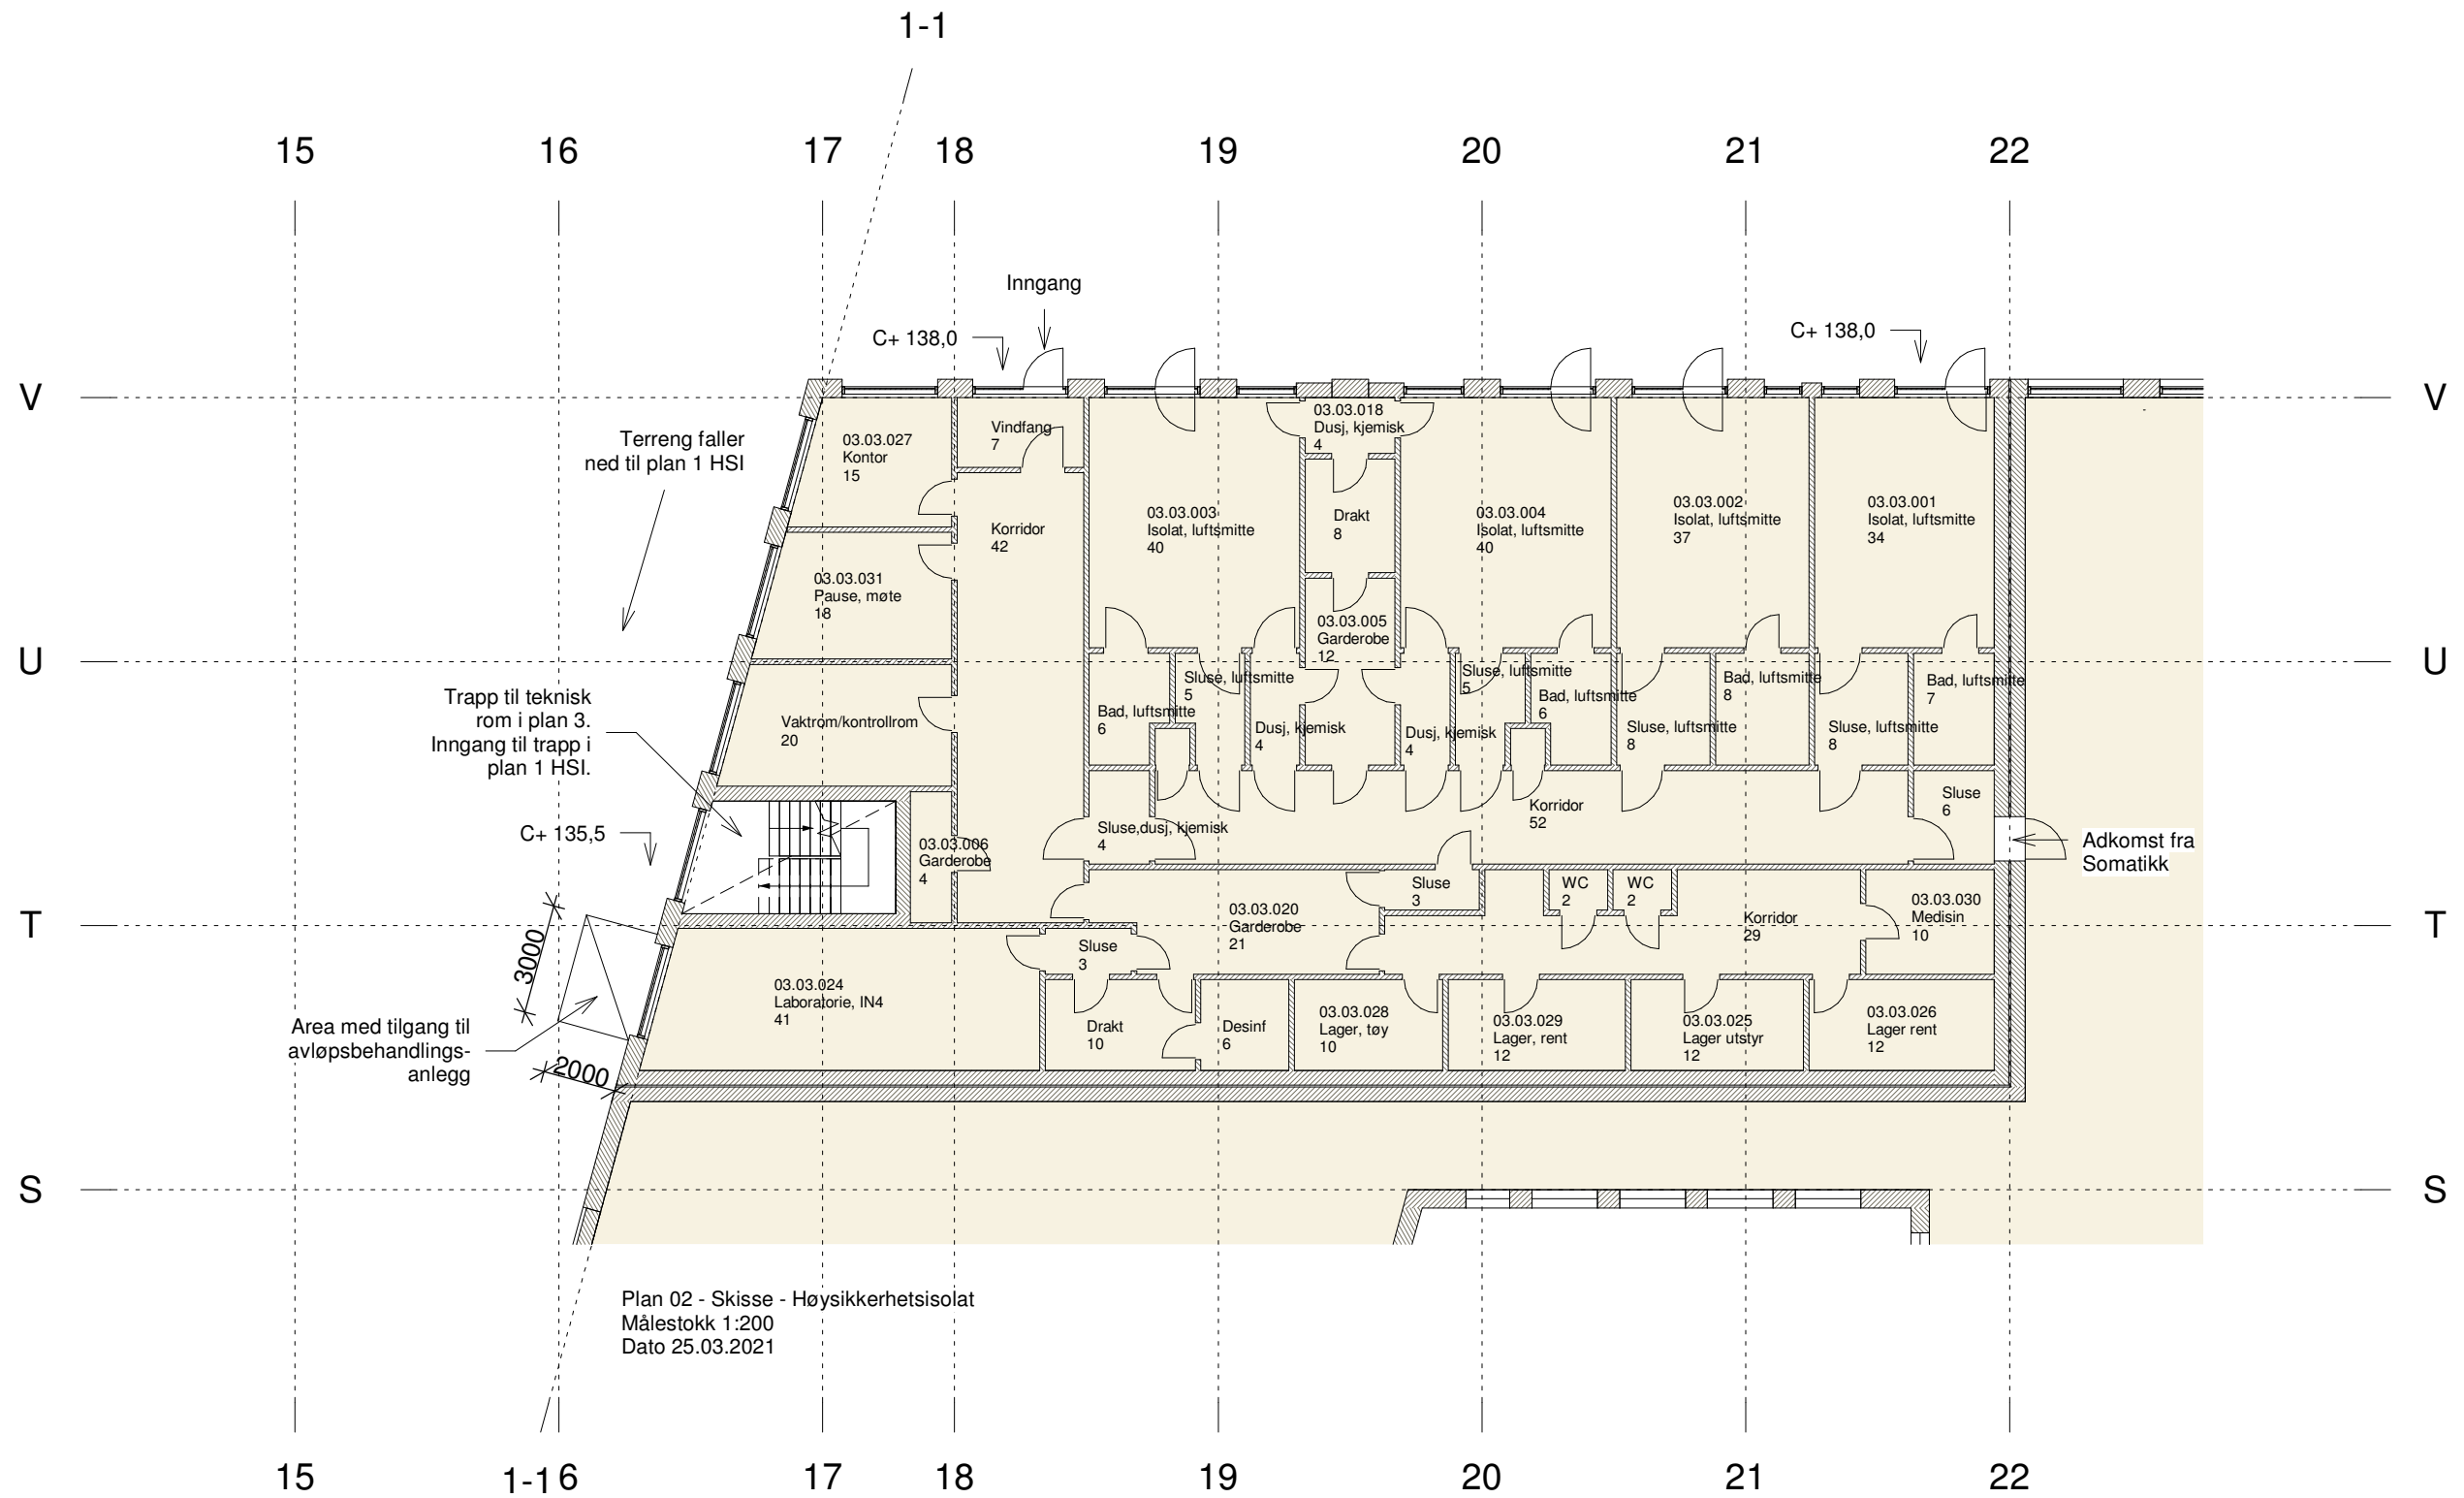 1-1
15
16
17
18
19
20
21
22
Inngang
C+ 138,0
C+ 138,0
V
V
Terreng faller
ned til plan 1 HSI
03.03.027
Kontor
15
Vindfang
7
03.03.018
Dusj, kjemisk
4
Korridor
42
03.03.003
Isolat, luftsmitte
40
Drakt
8
03.03.004
Isolat, luftsmitte
40
03.03.002
Isolat, luftsmitte
37
03.03.001
Isolat, luftsmitte
34
03.03.031
Pause, møte
18
03.03.005
Garderobe
12
U
U
Trapp til teknisk
rom i plan 3.
Inngang til trapp i
plan 1 HSI.
Vaktrom/kontrollrom
20
Bad, luftsmitte
6
Sluse, luftsmitte
5
Dusj, kjemisk
4
Dusj, kjemisk
4
Sluse, luftsmitte
5
Bad, luftsmitte
6
Sluse, luftsmitte
8
Bad, luftsmitte
8
Sluse, luftsmitte
8
Bad, luftsmitte
7
C+ 135,5
03.03.006
Garderobe
4
Sluse,dusj, kjemisk
4
Korridor
52
Sluse
6
Adkomst fra
Somatikk
T
T
03.03.020
Garderobe
21
Sluse
3
WC
2
WC
2
Korridor
29
03.03.030
Medisin
10
3000
2000
Area med tilgang til
avløpsbehandlings-
anlegg
03.03.024
Laboratorie, IN4
41
Sluse
3
Drakt
10
Desinf
6
03.03.028
Lager, tøy
10
03.03.029
Lager, rent
12
03.03.025
Lager utstyr
12
03.03.026
Lager rent
12
S
S
Plan 02 - Skisse - Høysikkerhetsisolat
Målestokk 1:200
Dato 25.03.2021
15
1-1
16
17
18
19
20
21
22